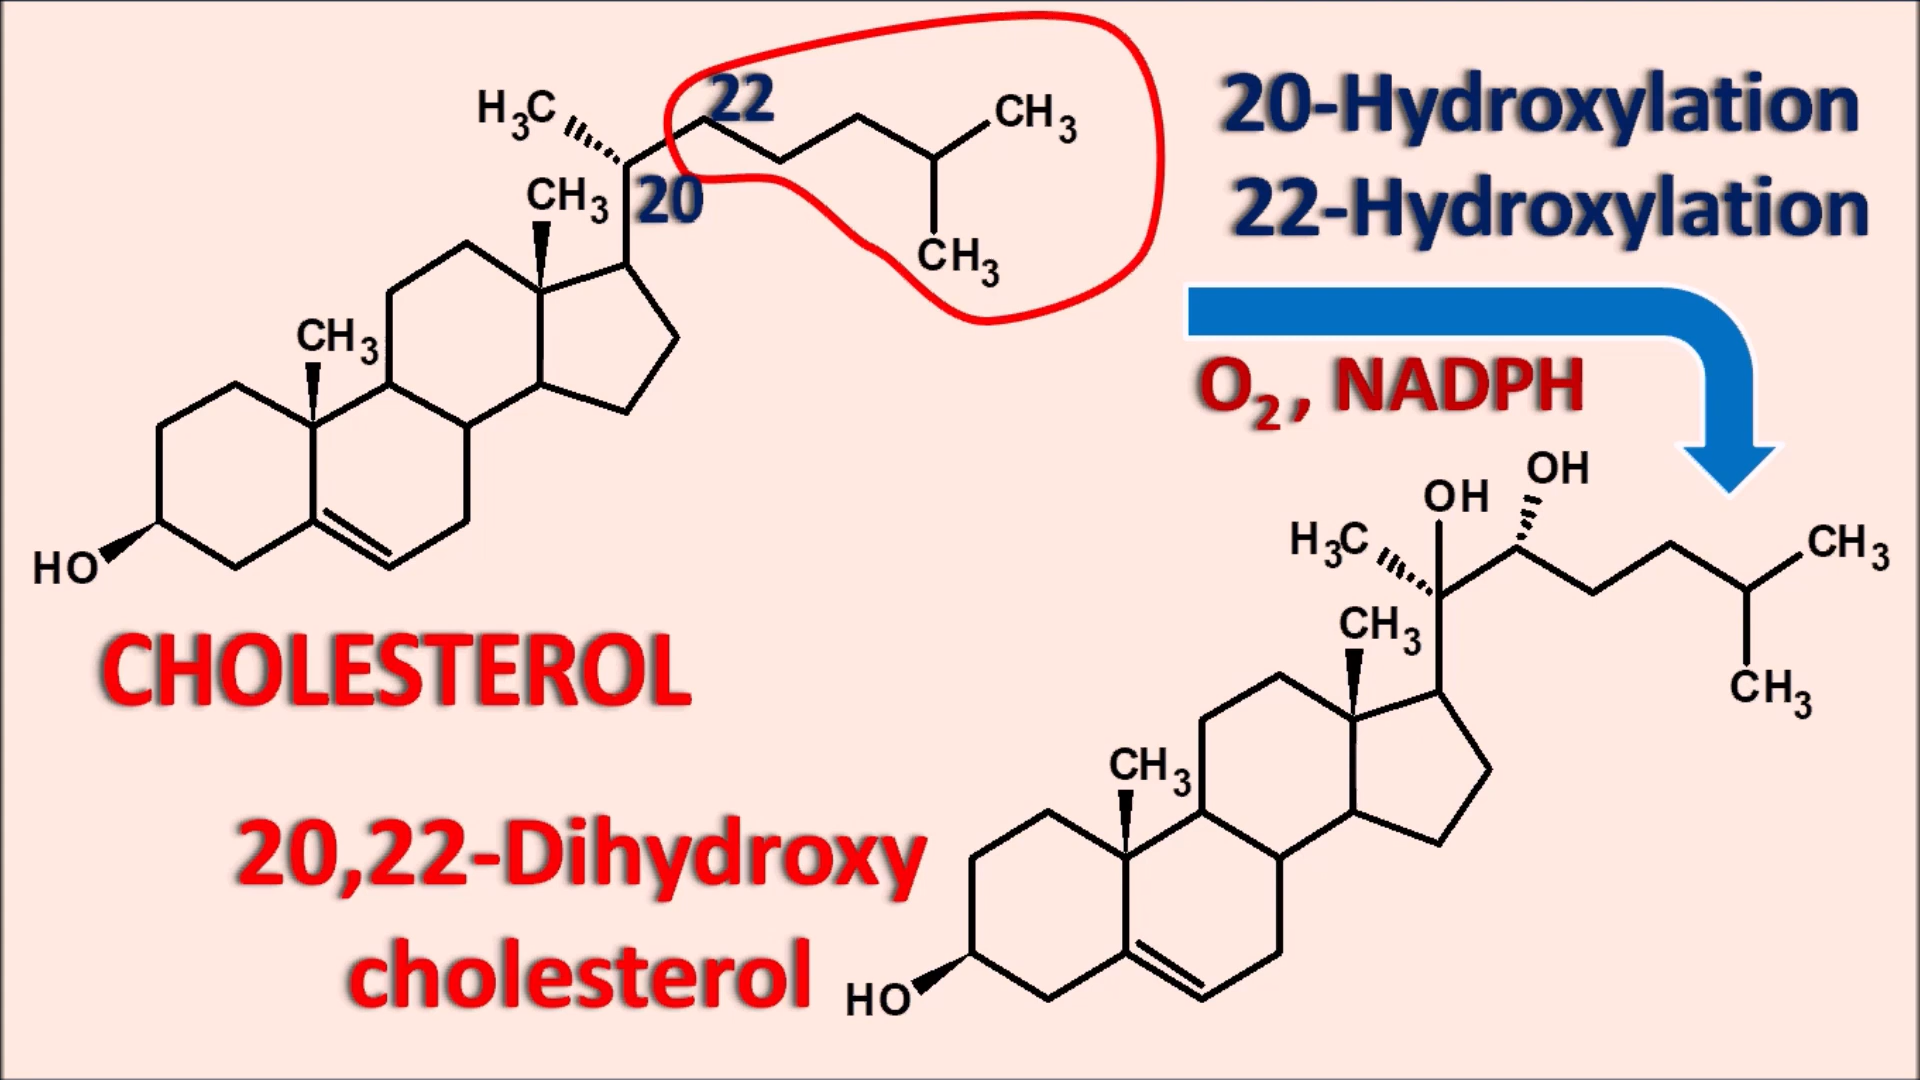 22
H₃C
CH₃
20-Hydroxylation
CH₃
20
22-Hydroxylation
CH₃
CH₃
O₂, NADPH
OH
OH
HO
H₃C
CH₃
CH₃
CHOLESTEROL
CH₃
CH₃
20,22-Dihydroxy
cholesterol
HO